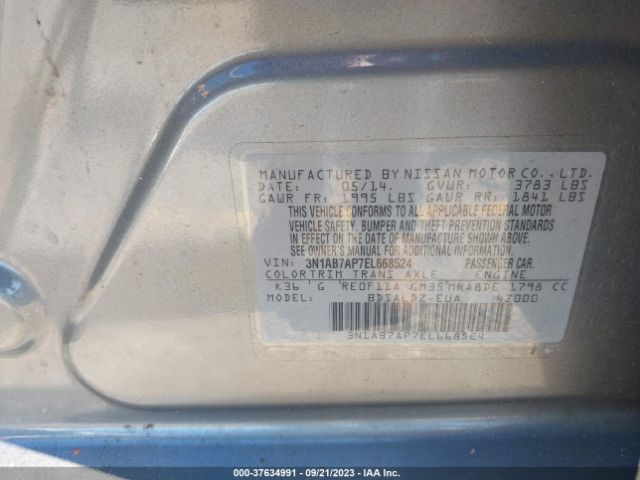 MANUFACTURED BY NISSAN MOTOR CO., LTD.
DATE: 05/14. GVWR: 3783 LBS
GAWR FR: 1995 LBS GAWR RR: 1841 LBS
THIS VEHICLE CONFORMS TO ALL APPLICABLE FEDERAL MOTOR
VEHICLE SAFETY, BUMPER AND THEFT PREVENTION STANDARDS
IN EFFECT ON THE DATE OF MANUFACTURE SHOWN ABOVE.
SEE OWNER'S MANUAL FOR MORE INFORMATION.
VIN: 3N1AB7AP7EL668524 PASSENGER CAR.
COLOR TRIM TRANS AXLE ENGINE
K36 'G 'RE0F11A GM35'MRA8DE-1798 CC
MODEL: BDSALDZ-EUA 4Z000
3N1AB7AP7EL668524
000-37634991 - 09/21/2023 - IAA Inc.